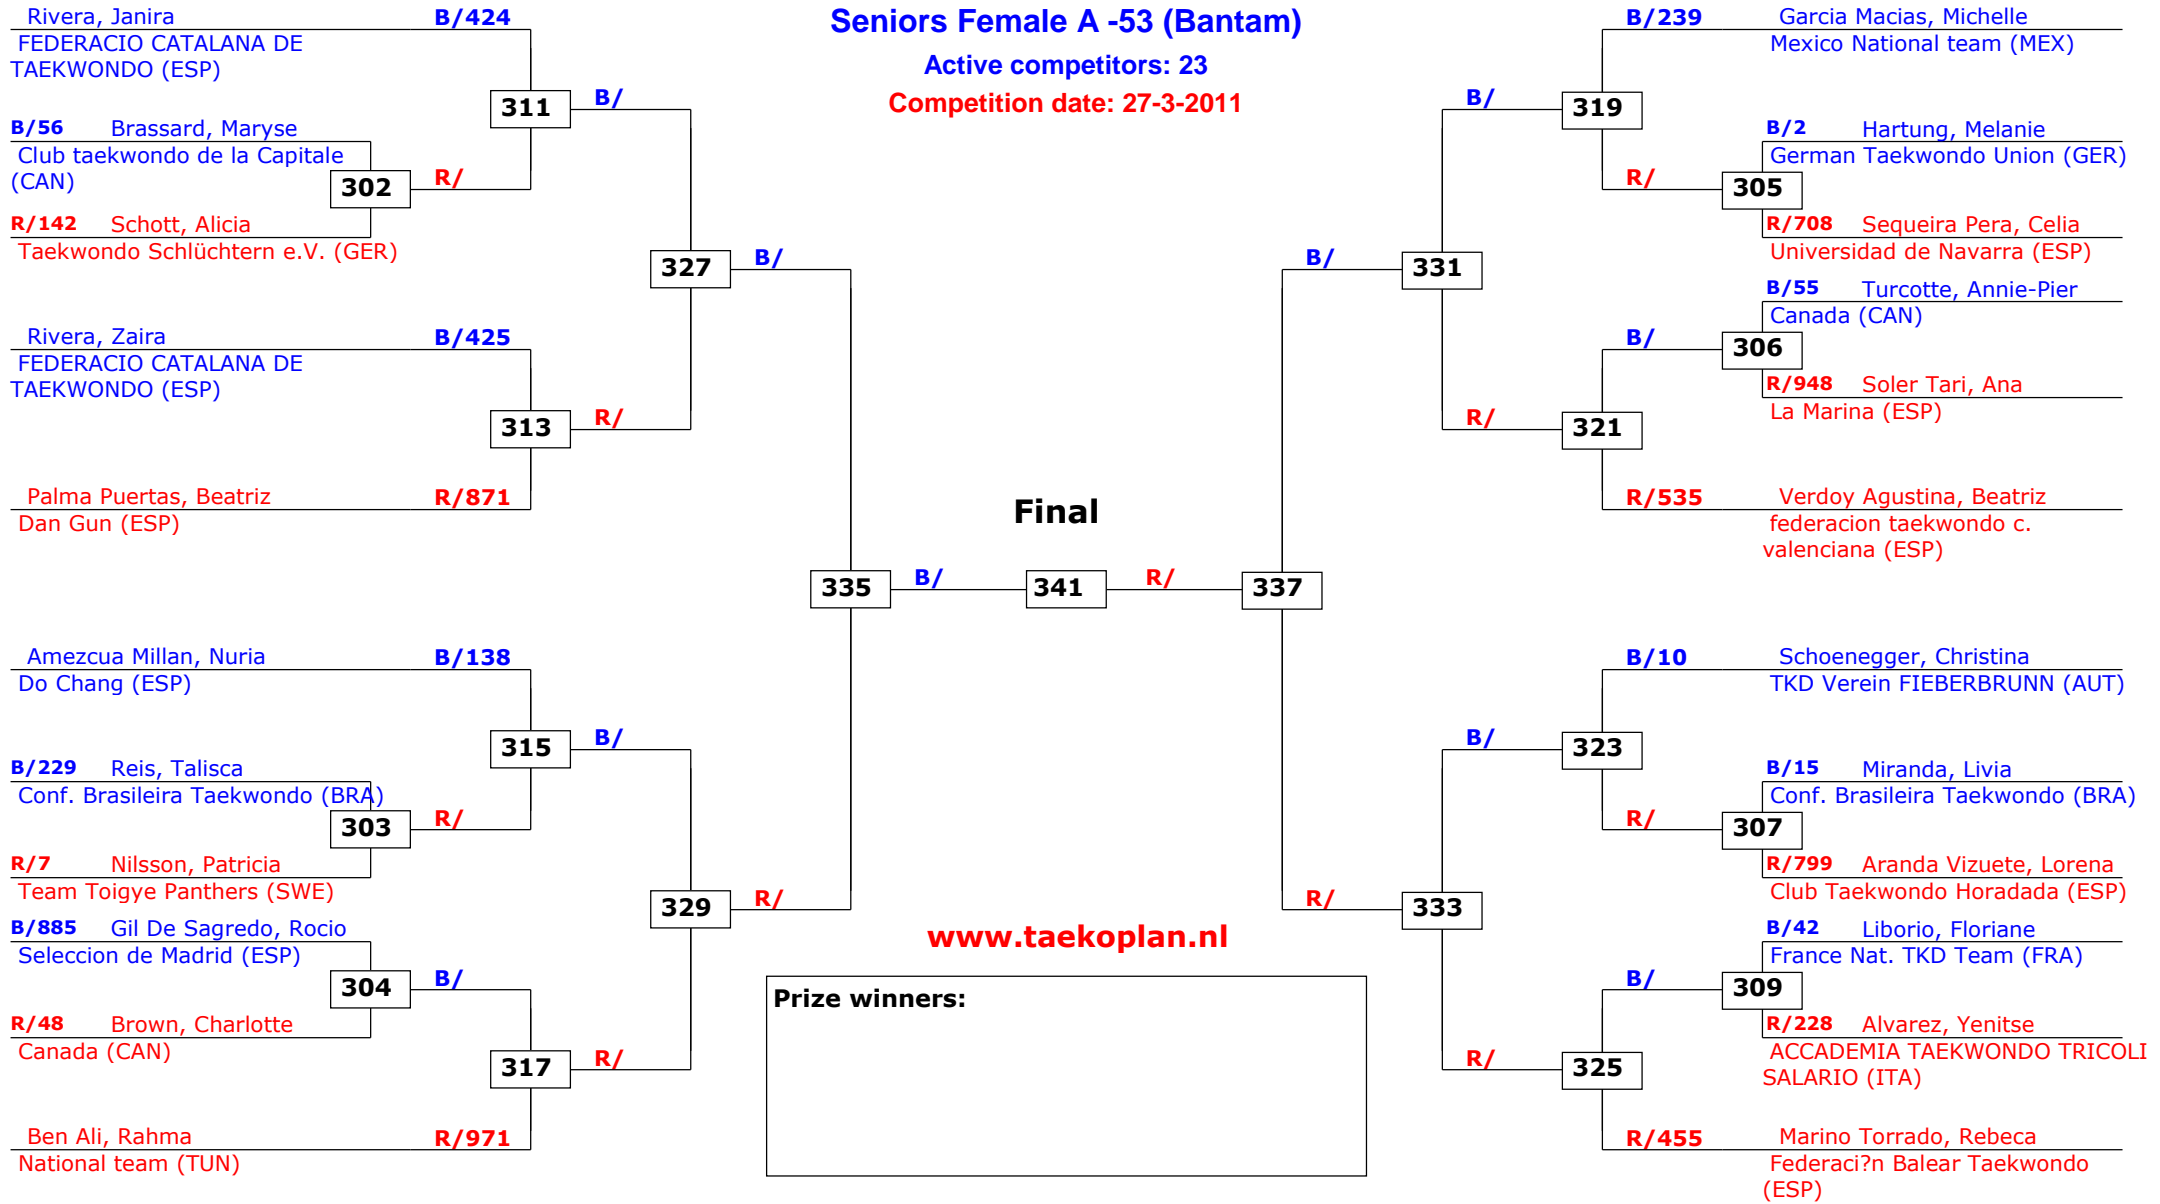 Seniors Female A -53 (Bantam)
Active competitors: 23
Competition date: 27-3-2011
Rivera, Janira B/424
FEDERACIO CATALANA DE
TAEKWONDO (ESP)
311 B/
B/56 Brassard, Maryse
Club taekwondo de la Capitale
(CAN)
302 R/
R/142 Schott, Alicia
Taekwondo Schlüchtern e.V. (GER)
327 B/
Rivera, Zaira B/425
FEDERACIO CATALANA DE
TAEKWONDO (ESP)
313 R/
Palma Puertas, Beatriz R/871
Dan Gun (ESP)
335 B/
Amezcua Millan, Nuria B/138
Do Chang (ESP)
315 B/
B/229 Reis, Talisca
Conf. Brasileira Taekwondo (BRA)
303 R/
R/7 Nilsson, Patricia
Team Toigye Panthers (SWE)
329 R/
B/885 Gil De Sagredo, Rocio
Seleccion de Madrid (ESP)
304 B/
R/48 Brown, Charlotte
Canada (CAN)
317 R/
Ben Ali, Rahma R/971
National team (TUN)
Final
341
www.taekoplan.nl
Prize winners:
B/239 Garcia Macias, Michelle
Mexico National team (MEX)
B/ 319
B/2 Hartung, Melanie
German Taekwondo Union (GER)
R/ 305
R/708 Sequeira Pera, Celia
Universidad de Navarra (ESP)
B/ 331
B/55 Turcotte, Annie-Pier
Canada (CAN)
B/ 306
R/948 Soler Tari, Ana
La Marina (ESP)
R/ 321
R/535 Verdoy Agustina, Beatriz
federacion taekwondo c.
valenciana (ESP)
R/ 337
B/10 Schoenegger, Christina
TKD Verein FIEBERBRUNN (AUT)
B/ 323
B/15 Miranda, Livia
Conf. Brasileira Taekwondo (BRA)
R/ 307
R/799 Aranda Vizuete, Lorena
Club Taekwondo Horadada (ESP)
R/ 333
B/42 Liborio, Floriane
France Nat. TKD Team (FRA)
B/ 309
R/228 Alvarez, Yenitse
ACCADEMIA TAEKWONDO TRICOLI
SALARIO (ITA)
R/ 325
R/455 Marino Torrado, Rebeca
Federaci?n Balear Taekwondo
(ESP)